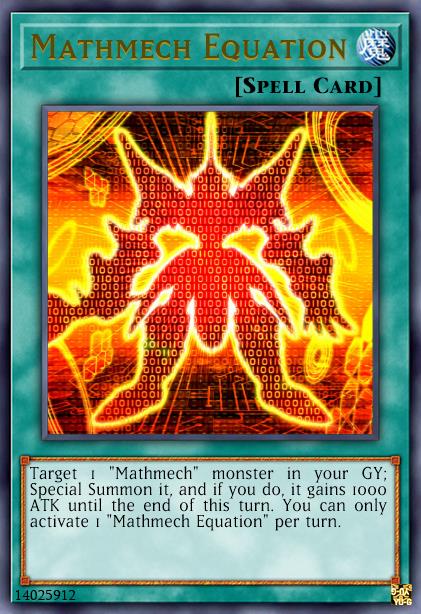 Mathmech Equation
魔
[Spell Card]
Target 1 "Mathmech" monster in your GY;
Special Summon it, and if you do, it gains 1000
ATK until the end of this turn. You can only
activate 1 "Mathmech Equation" per turn.
14025912